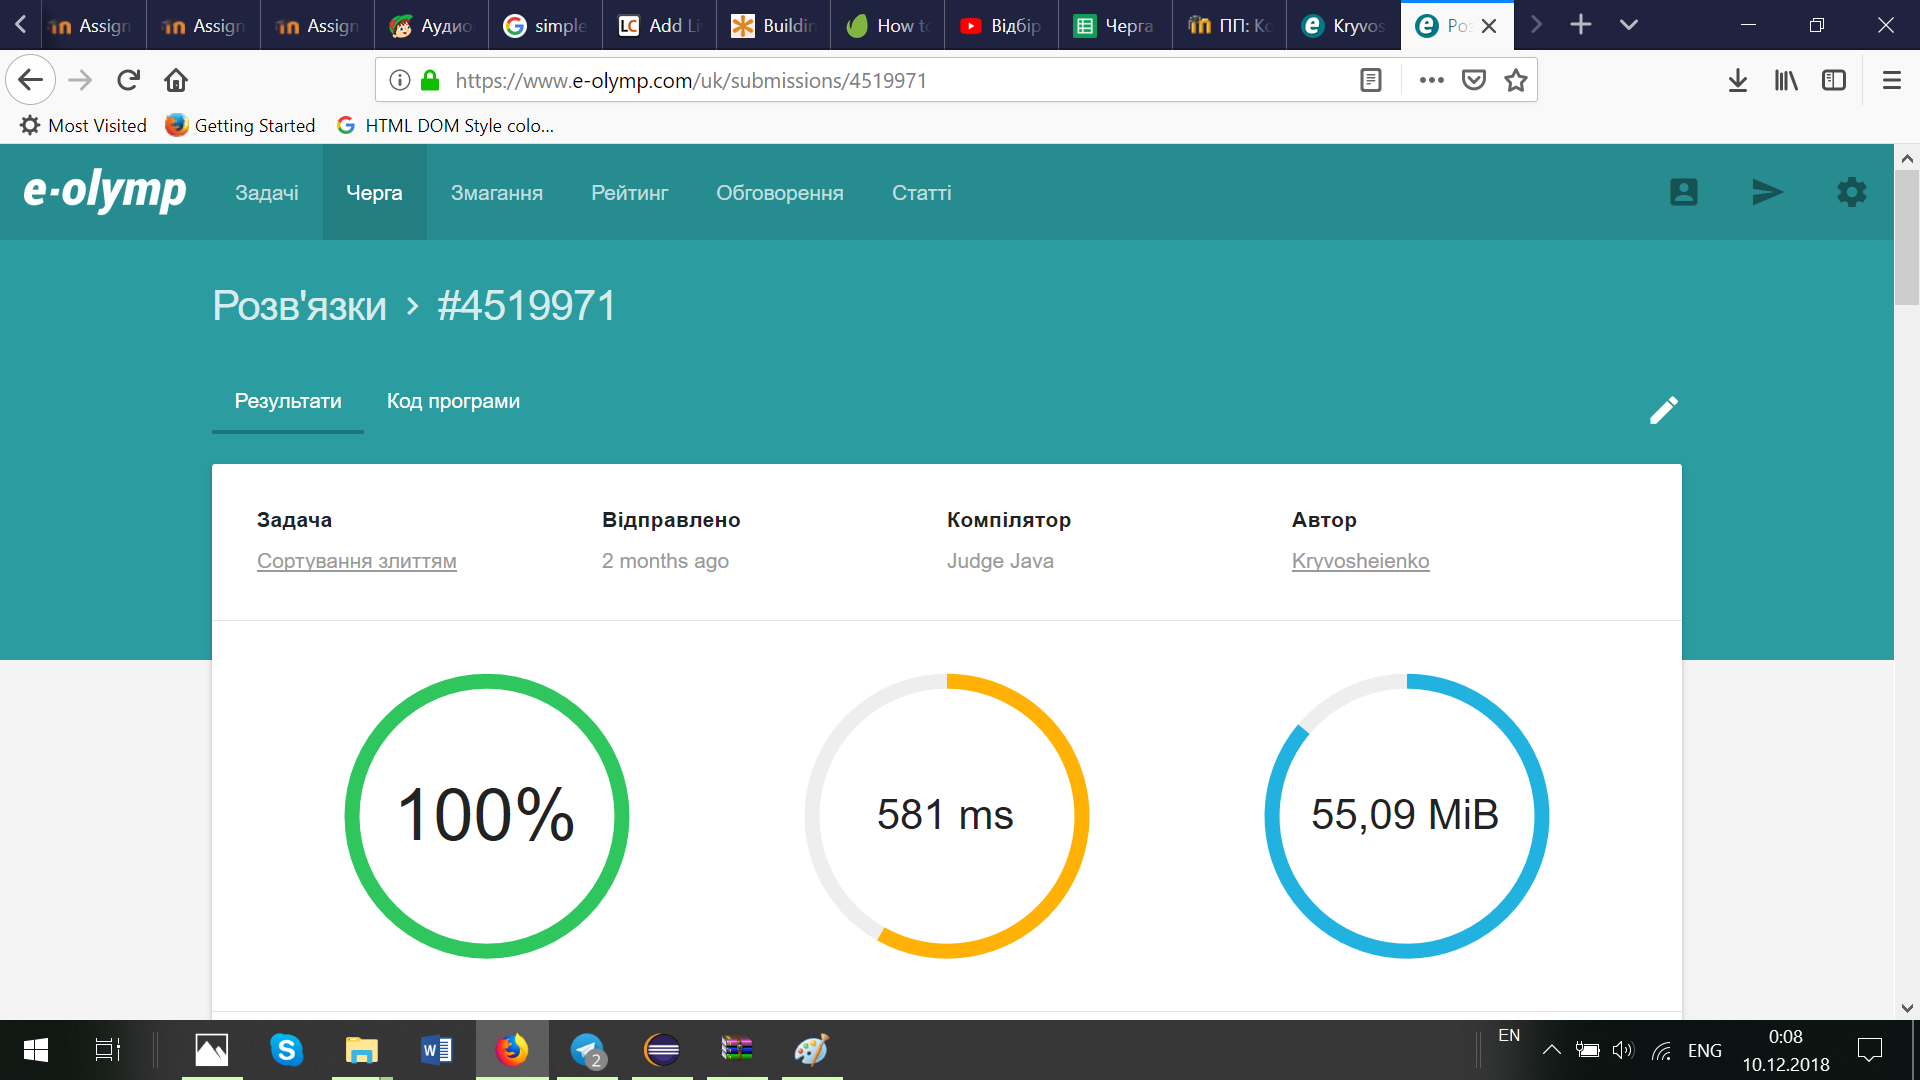 Assign
Assign
Assign
Аудио
simple
Add Li
Buildin
How to
Відбір
Черга
ПП: Ко
Kryvos
Роз
https://www.e-olymp.com/uk/submissions/4519971
Most Visited
Getting Started
HTML DOM Style colo...
e-olymp
Задачі
Черга
Змагання
Рейтинг
Обговорення
Статті
Розв'язки › #4519971
Результати
Код програми
Задача
Відправлено
Компілятор
Автор
Сортування злиттям
2 months ago
Judge Java
Kryvosheienko
100%
581 ms
55,09 MiB
2
EN
ENG
0:08
10.12.2018